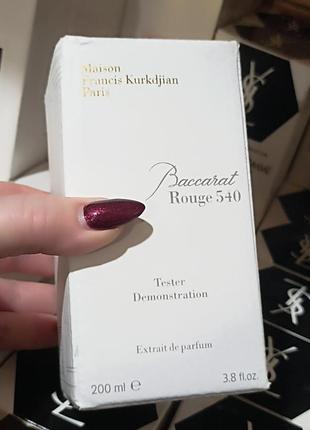 Maison
Francis Kurkdjian
Paris
Baccarat
Rouge 540
Tester
Demonstration
Extrait de parfum
200 ml ℮
3.8 fl.oz.